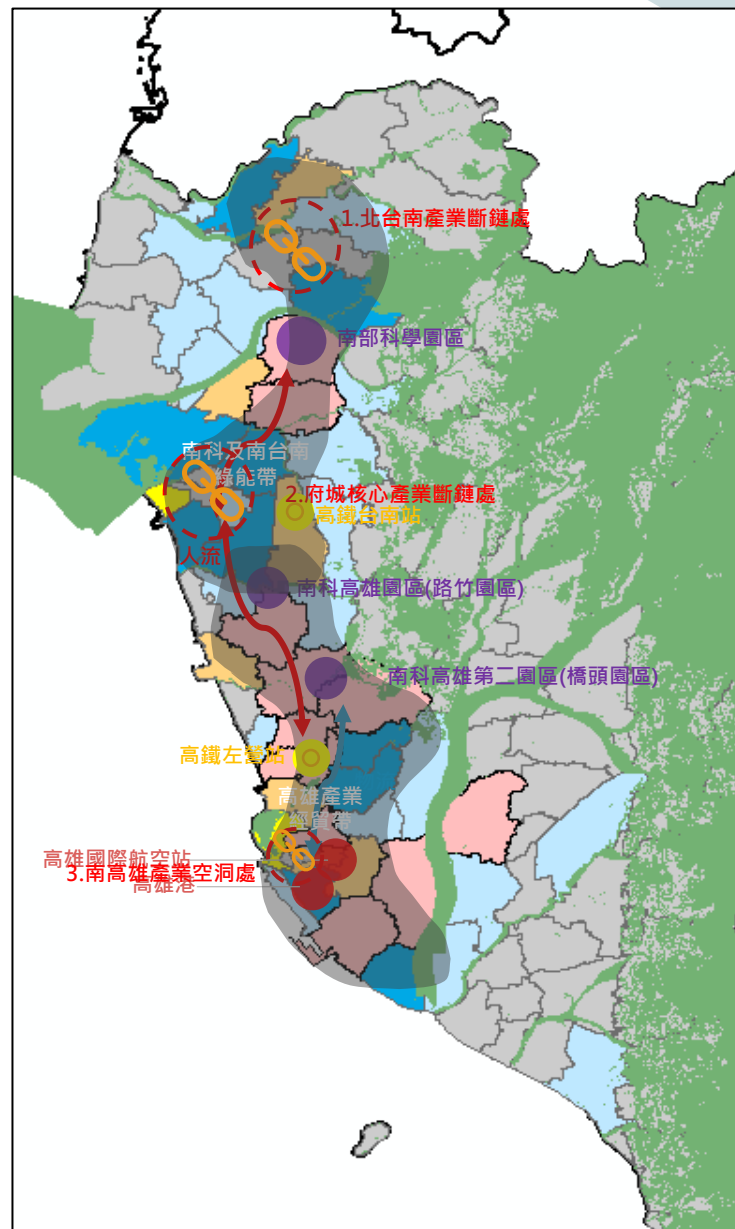 1.北台南產業斷鏈處
南部科學園區
南科及南台南
綠能帶
2.府城核心產業斷鏈處
高鐵台南站
人流
南科高雄園區(路竹園區)
南科高雄第二園區(橋頭園區)
高鐵左營站
高雄產業
經貿帶
高雄國際航空站
3.南高雄產業空洞處
高雄港